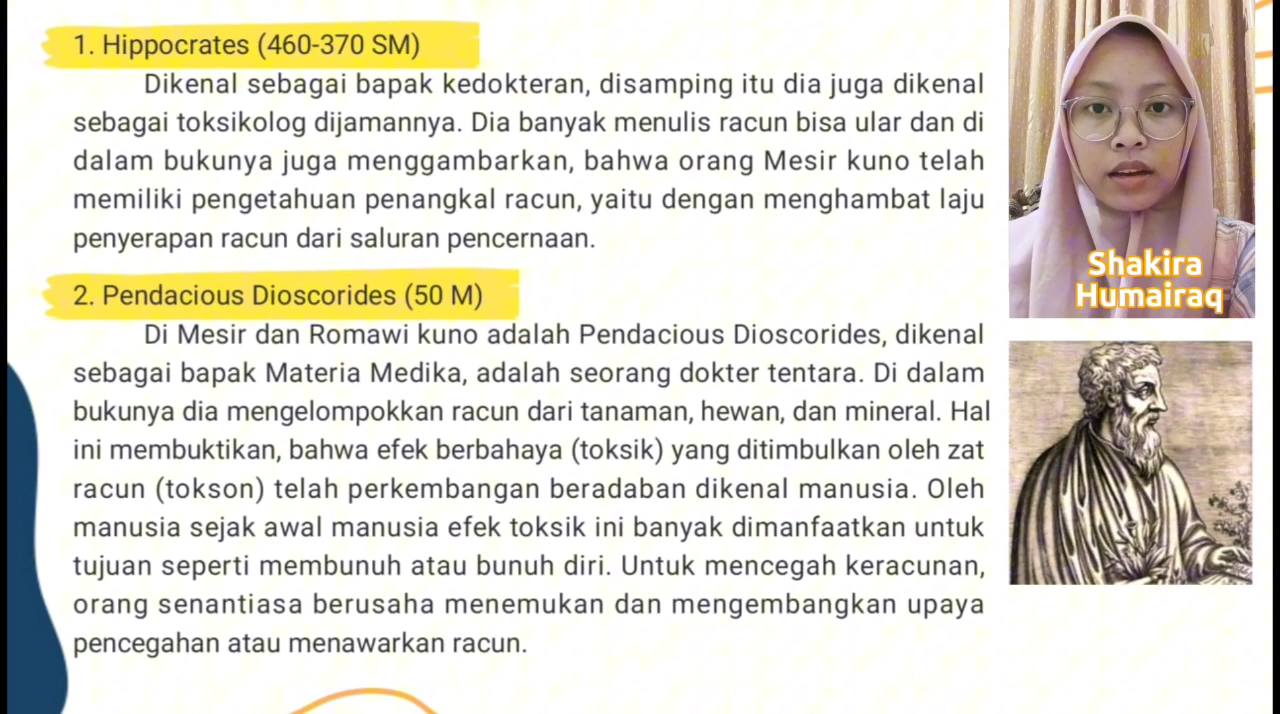 1. Hippocrates (460-370 SM)
Dikenal sebagai bapak kedokteran, disamping itu dia juga dikenal
sebagai toksikolog dijamannya. Dia banyak menulis racun bisa ular dan di
dalam bukunya juga menggambarkan, bahwa orang Mesir kuno telah
memiliki pengetahuan penangkal racun, yaitu dengan menghambat laju
penyerapan racun dari saluran pencernaan.
2. Pendacious Dioscorides (50 M)
Di Mesir dan Romawi kuno adalah Pendacious Dioscorides, dikenal
sebagai bapak Materia Medika, adalah seorang dokter tentara. Di dalam
bukunya dia mengelompokkan racun dari tanaman, hewan, dan mineral. Hal
ini membuktikan, bahwa efek berbahaya (toksik) yang ditimbulkan oleh zat
racun (tokson) telah perkembangan beradaban dikenal manusia. Oleh
manusia sejak awal manusia efek toksik ini banyak dimanfaatkan untuk
tujuan seperti membunuh atau bunuh diri. Untuk mencegah keracunan,
orang senantiasa berusaha menemukan dan mengembangkan upaya
pencegahan atau menawarkan racun.
Shakira
Humairaq